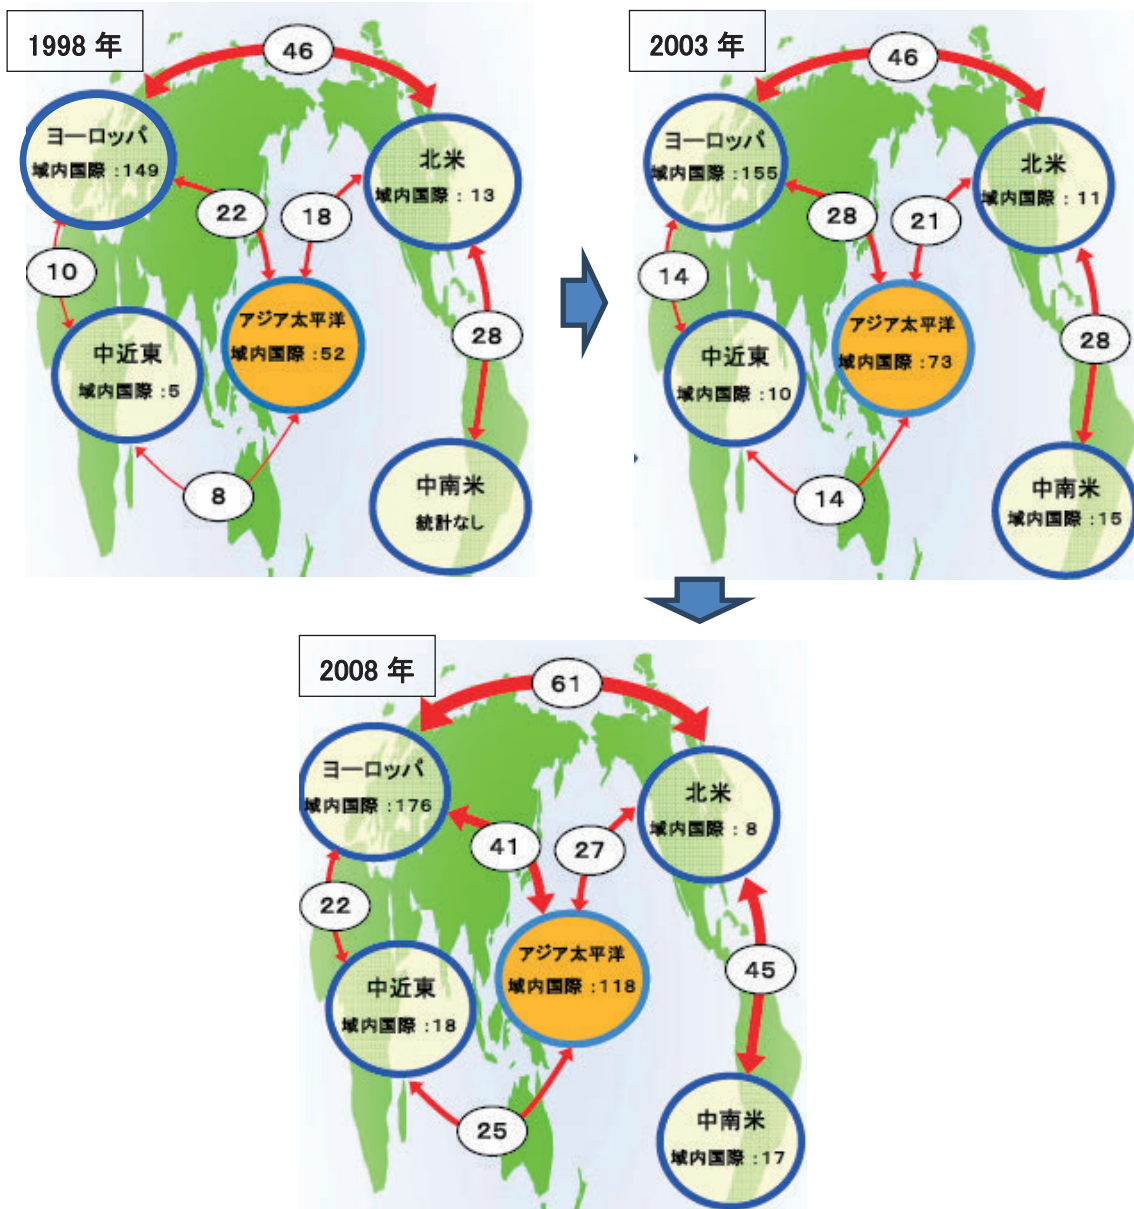 1998 年
46
ヨーロッパ
域内国際：149
北米
域内国際：13
22
18
10
アジア太平洋
域内国際：52
中近東
域内国際：5
28
8
中南米
統計なし
2003 年
46
ヨーロッパ
域内国際：155
北米
域内国際：11
28
21
14
アジア太平洋
域内国際：73
中近東
域内国際：10
28
14
中南米
域内国際：15
2008 年
61
ヨーロッパ
域内国際：176
北米
域内国際：8
41
27
22
アジア太平洋
域内国際：118
中近東
域内国際：18
45
25
中南米
域内国際：17